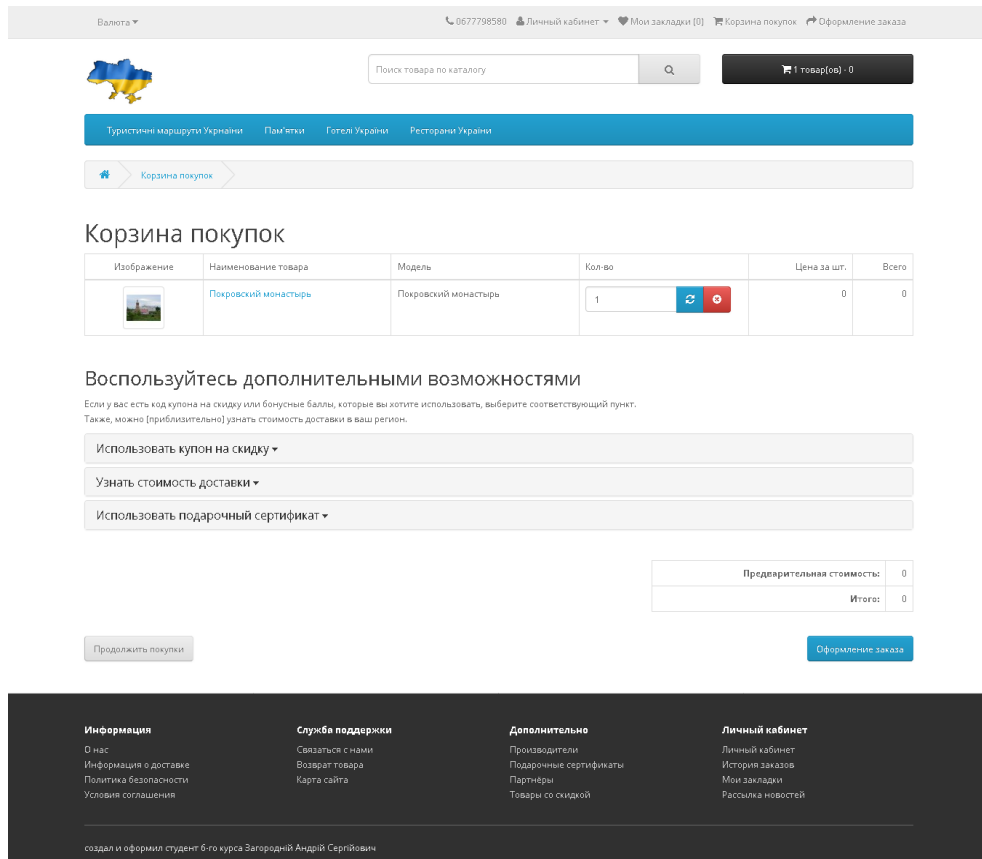 Валюта
0677798580 Личный кабинет Мои закладки (0) Корзина покупок Оформление заказа
Поиск товара по каталогу
1 товар(ов) - 0
Туристичні маршрути Укрнаїни Пам'ятки Готелі України Ресторани України
Корзина покупок
Корзина покупок
Изображение Наименование товара Модель Кол-во Цена за шт. Всего
Покровский монастырь Покровский монастырь 1 0 0
Воспользуйтесь дополнительными возможностями
Если у вас есть код купона на скидку или бонусные баллы, которые вы хотите использовать, выберите соответствующий пункт.
Также, можно (приблизительно) узнать стоимость доставки в ваш регион.
Использовать купон на скидку
Узнать стоимость доставки
Использовать подарочный сертификат
Предварительная стоимость: 0
Итого: 0
Продолжить покупки Оформление заказа
Информация Служба поддержки Дополнительно Личный кабинет
О нас Связаться с нами Производители Личный кабинет
Информация о доставке Возврат товара Подарочные сертификаты История заказов
Политика безопасности Карта сайта Партнёры Мои закладки
Условия соглашения Товары со скидкой Рассылка новостей
создал и оформил студент 6-го курса Загородній Андрій Сергійович